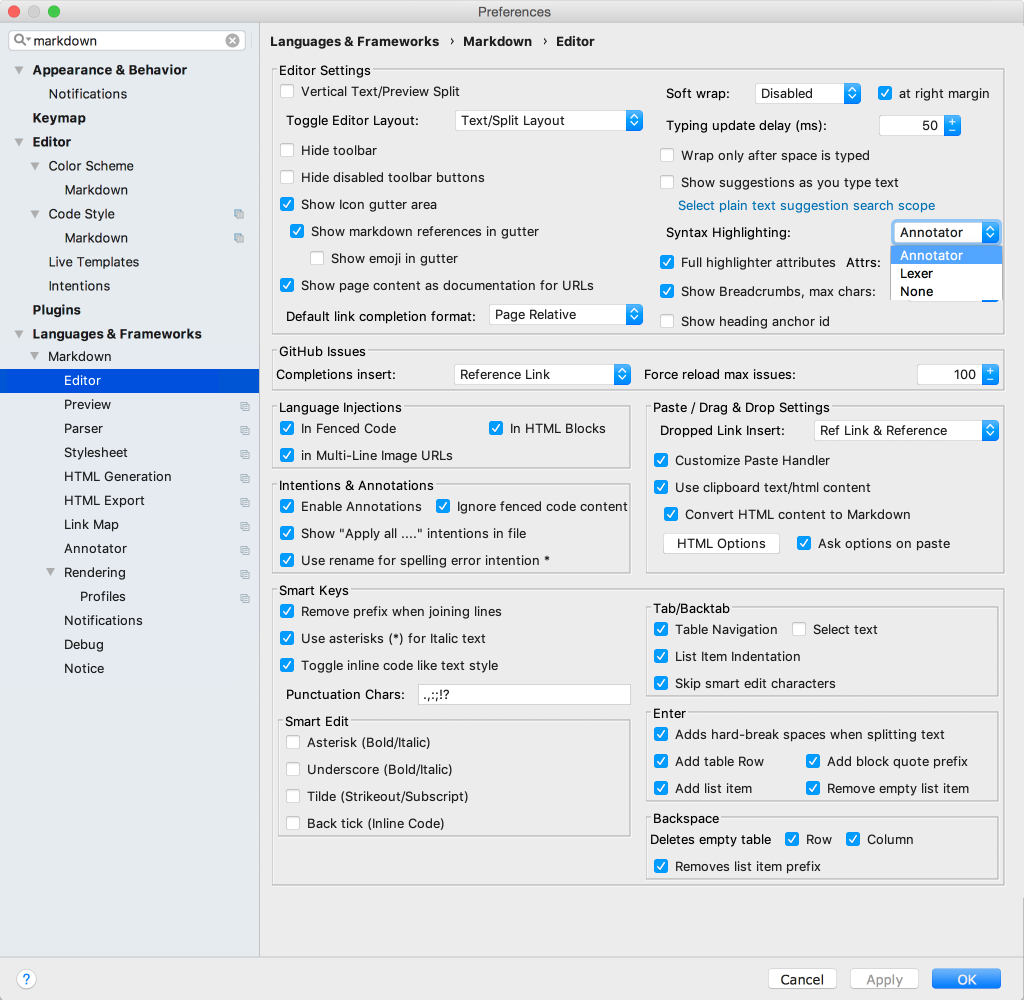 Preferences
markdown
Appearance & Behavior
Notifications
Keymap
Editor
Color Scheme
Markdown
Code Style
Markdown
Live Templates
Intentions
Plugins
Languages & Frameworks
Markdown
Editor
Preview
Parser
Stylesheet
HTML Generation
HTML Export
Link Map
Annotator
Rendering
Profiles
Notifications
Debug
Notice
Languages & Frameworks › Markdown › Editor
Editor Settings
Vertical Text/Preview Split
Toggle Editor Layout: Text/Split Layout
Hide toolbar
Hide disabled toolbar buttons
Show Icon gutter area
Show markdown references in gutter
Show emoji in gutter
Show page content as documentation for URLs
Default link completion format: Page Relative
Soft wrap: Disabled at right margin
Typing update delay (ms): 50
Wrap only after space is typed
Show suggestions as you type text
Select plain text suggestion search scope
Syntax Highlighting: Annotator
Annotator
Full highlighter attributes Attrs:
Lexer
Show Breadcrumbs, max chars:
None
Show heading anchor id
GitHub Issues
Completions insert: Reference Link Force reload max issues: 100
Language Injections
In Fenced Code In HTML Blocks
in Multi-Line Image URLs
Intentions & Annotations
Enable Annotations Ignore fenced code content
Show "Apply all ...." intentions in file
Use rename for spelling error intention *
Paste / Drag & Drop Settings
Dropped Link Insert: Ref Link & Reference
Customize Paste Handler
Use clipboard text/html content
Convert HTML content to Markdown
HTML Options Ask options on paste
Smart Keys
Remove prefix when joining lines
Use asterisks (*) for Italic text
Toggle inline code like text style
Punctuation Chars: .,:;!?
Smart Edit
Asterisk (Bold/Italic)
Underscore (Bold/Italic)
Tilde (Strikeout/Subscript)
Back tick (Inline Code)
Tab/Backtab
Table Navigation Select text
List Item Indentation
Skip smart edit characters
Enter
Adds hard-break spaces when splitting text
Add table Row Add block quote prefix
Add list item Remove empty list item
Backspace
Deletes empty table Row Column
Removes list item prefix
? Cancel Apply OK